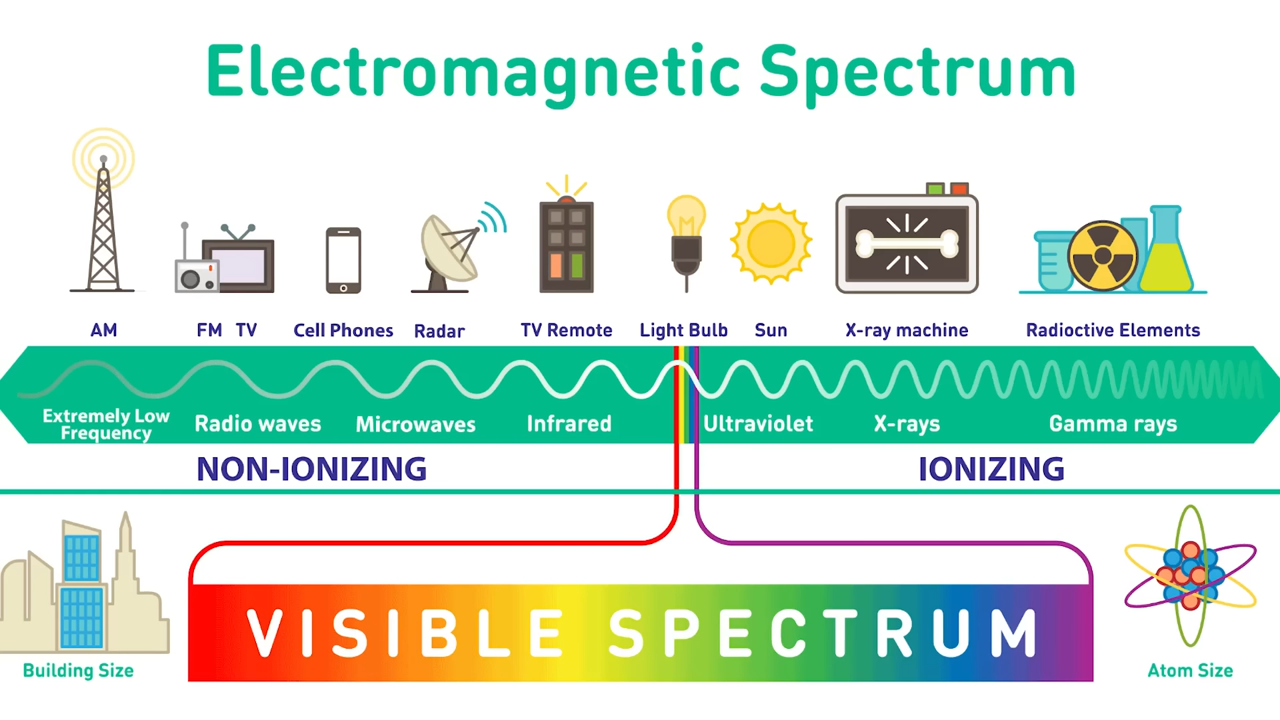 Electromagnetic Spectrum
AM
FM TV
Cell Phones
Radar
TV Remote
Light Bulb
Sun
X-ray machine
Radioctive Elements
Extremely Low
Frequency
Radio waves
Microwaves
Infrared
Ultraviolet
X-rays
Gamma rays
NON-IONIZING
IONIZING
VISIBLE SPECTRUM
Building Size
Atom Size